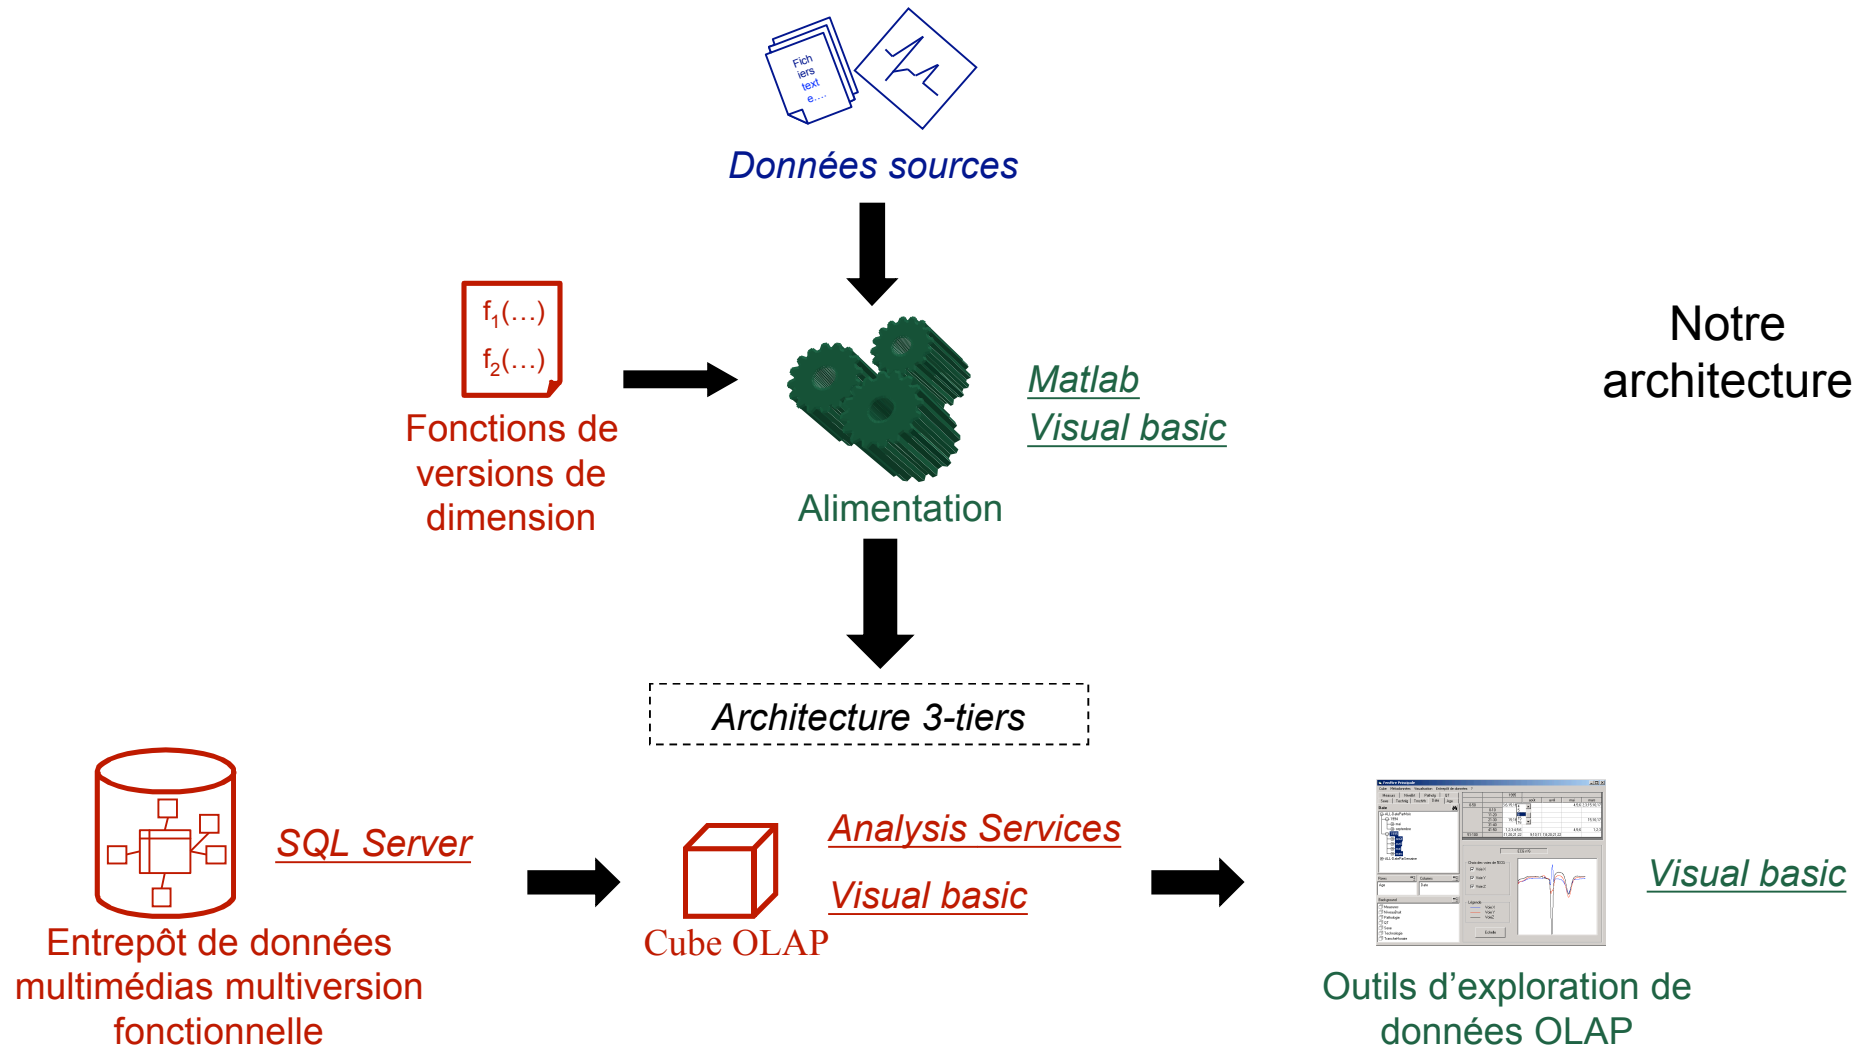 Fich
iers
text
e....
Données sources
f1(…)
f2(…)
Fonctions de
versions de
dimension
Matlab
Visual basic
Alimentation
Notre
architecture
Architecture 3-tiers
SQL Server
Entrepôt de données
multimédias multiversion
fonctionnelle
Analysis Services
Visual basic
Cube OLAP
Visual basic
Outils d’exploration de
données OLAP